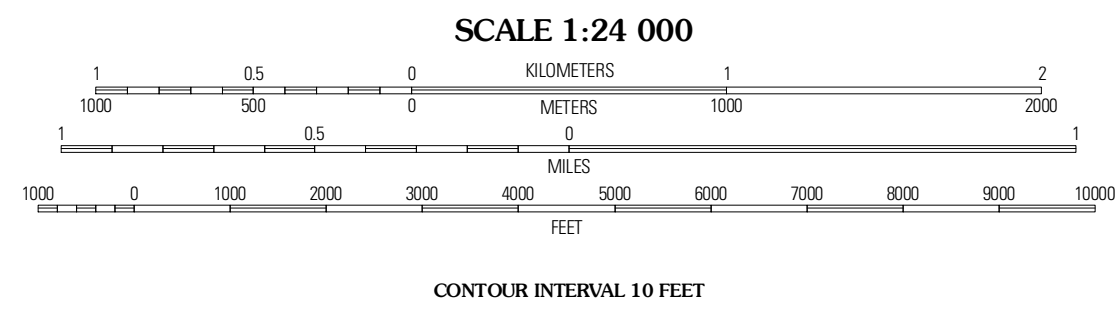 SCALE 1:24 000
1 0.5 0 KILOMETERS 1 2
1000 500 0 METERS 1000 2000
1 0.5 0 1
MILES
1000 0 1000 2000 3000 4000 5000 6000 7000 8000 9000 10000
FEET
CONTOUR INTERVAL 10 FEET